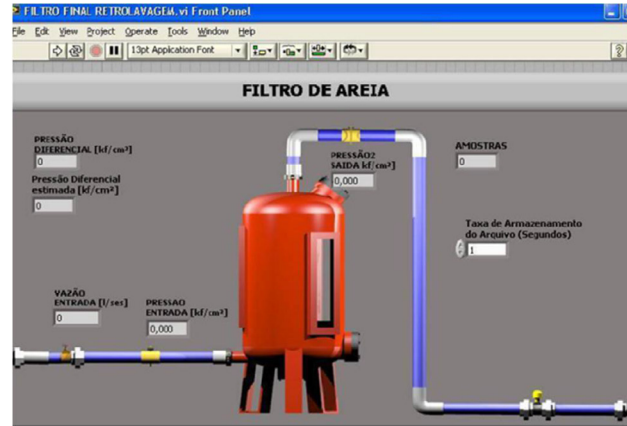 FILTRO FINAL RETROLAVAGEM.vi Front Panel
File Edit View Project Operate Tools Window Help
13pt Application Font
?
FILTRO DE AREIA
PRESSÃO
DIFERENCIAL [kf/cm²]
0
Pressão Diferencial
estimada [kf/cm²]
0
PRESSÃO2
SAIDA kf/cm²]
0,000
AMOSTRAS
0
Taxa de Armazenamento
do Arquivo (Segundos)
1
VAZÃO
ENTRADA [l/ses]
0
PRESSAO
ENTRADA [kf/cm²]
0,000